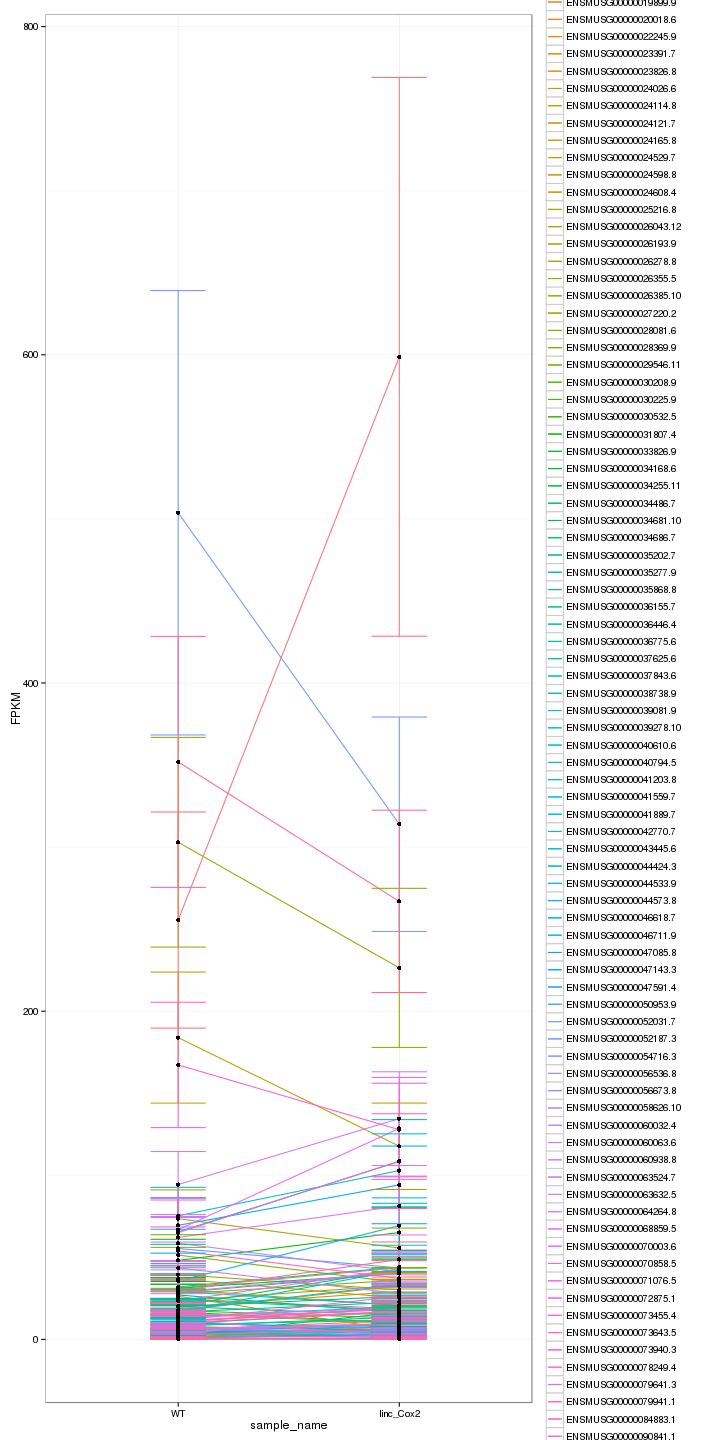 800
600
400
200
0
FPKM
WT
linc_Cox2
sample_name
ENSMUSG00000019899.9
ENSMUSG00000020018.6
ENSMUSG00000022245.9
ENSMUSG00000023391.7
ENSMUSG00000023826.8
ENSMUSG00000024026.6
ENSMUSG00000024114.8
ENSMUSG00000024121.7
ENSMUSG00000024165.8
ENSMUSG00000024529.7
ENSMUSG00000024598.8
ENSMUSG00000024608.4
ENSMUSG00000025216.8
ENSMUSG00000026043.12
ENSMUSG00000026193.9
ENSMUSG00000026278.8
ENSMUSG00000026355.5
ENSMUSG00000026385.10
ENSMUSG00000027220.2
ENSMUSG00000028081.6
ENSMUSG00000028369.9
ENSMUSG00000029546.11
ENSMUSG00000030208.9
ENSMUSG00000030225.9
ENSMUSG00000030532.5
ENSMUSG00000031807.4
ENSMUSG00000033826.9
ENSMUSG00000034168.6
ENSMUSG00000034255.11
ENSMUSG00000034486.7
ENSMUSG00000034681.10
ENSMUSG00000034686.7
ENSMUSG00000035202.7
ENSMUSG00000035277.9
ENSMUSG00000035868.8
ENSMUSG00000036155.7
ENSMUSG00000036446.4
ENSMUSG00000036775.6
ENSMUSG00000037625.6
ENSMUSG00000037843.6
ENSMUSG00000038738.9
ENSMUSG00000039081.9
ENSMUSG00000039278.10
ENSMUSG00000040610.6
ENSMUSG00000040794.5
ENSMUSG00000041203.8
ENSMUSG00000041559.7
ENSMUSG00000041889.7
ENSMUSG00000042770.7
ENSMUSG00000043445.6
ENSMUSG00000044424.3
ENSMUSG00000044533.9
ENSMUSG00000044573.8
ENSMUSG00000046618.7
ENSMUSG00000046711.9
ENSMUSG00000047085.8
ENSMUSG00000047143.3
ENSMUSG00000047591.4
ENSMUSG00000050953.9
ENSMUSG00000052031.7
ENSMUSG00000052187.3
ENSMUSG00000054716.3
ENSMUSG00000056536.8
ENSMUSG00000056673.8
ENSMUSG00000058626.10
ENSMUSG00000060032.4
ENSMUSG00000060063.6
ENSMUSG00000060938.8
ENSMUSG00000063524.7
ENSMUSG00000063632.5
ENSMUSG00000064264.8
ENSMUSG00000068859.5
ENSMUSG00000070003.6
ENSMUSG00000070858.5
ENSMUSG00000071076.5
ENSMUSG00000072875.1
ENSMUSG00000073455.4
ENSMUSG00000073643.5
ENSMUSG00000073940.3
ENSMUSG00000078249.4
ENSMUSG00000079641.3
ENSMUSG00000079941.1
ENSMUSG00000084883.1
ENSMUSG00000090841.1